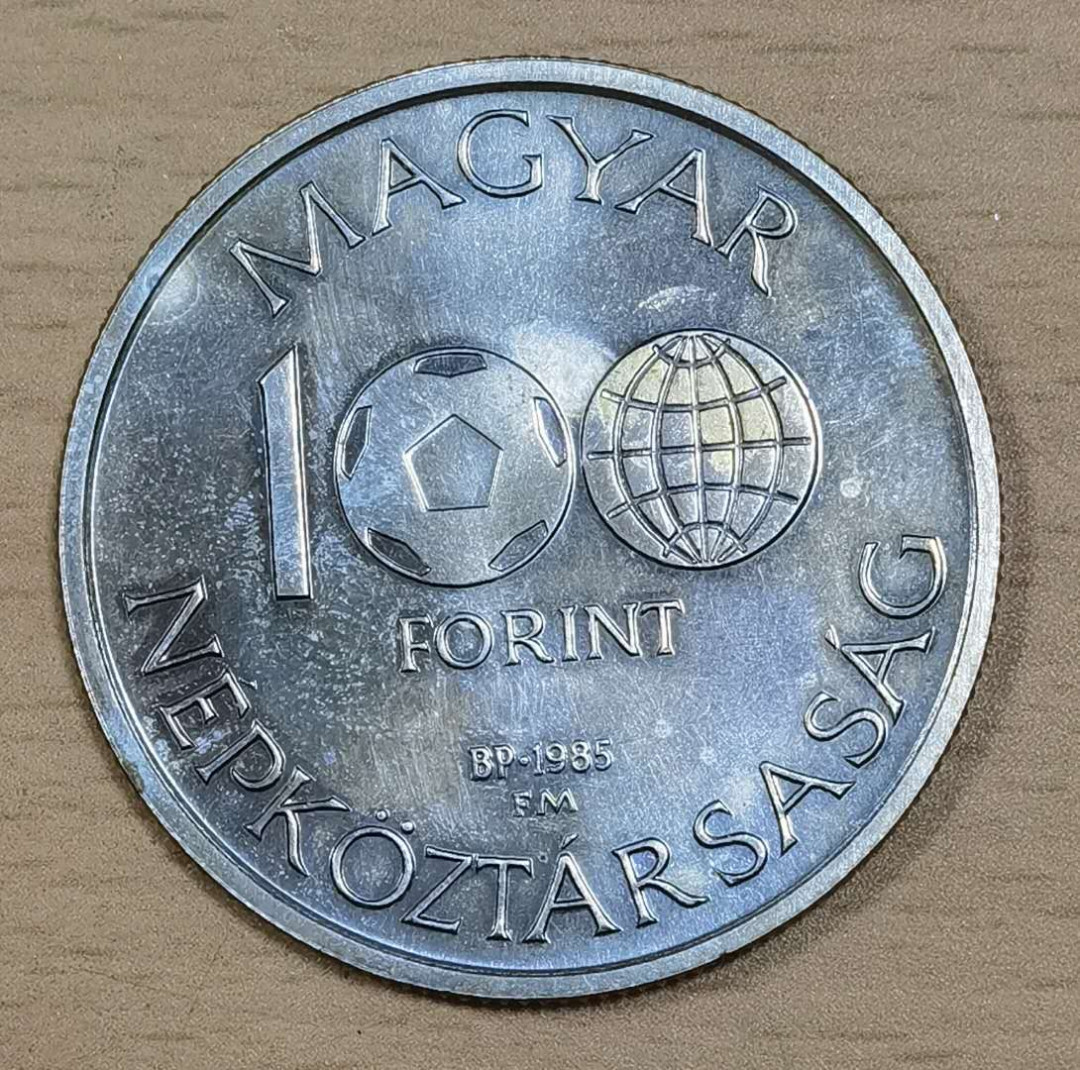 MAGYAR
100
FORINT
BP·1985
FM
NÉPKÖZTÁRSASÁG